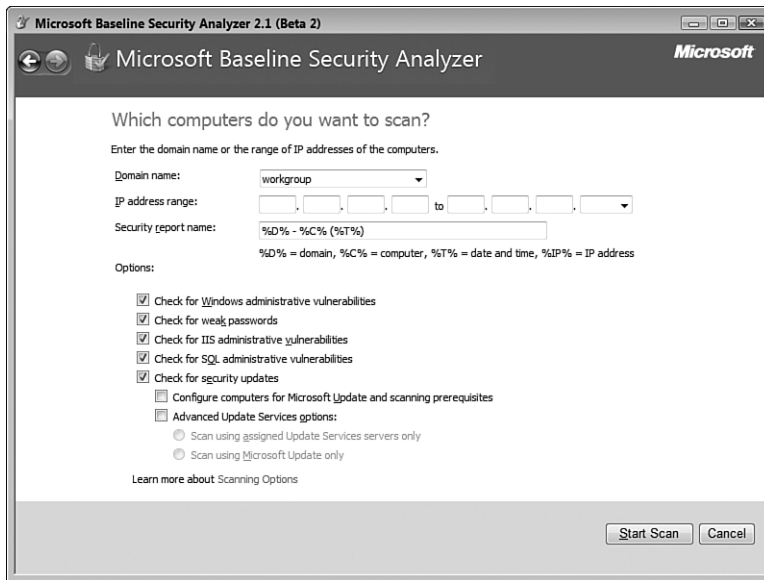 Microsoft Baseline Security Analyzer 2.1 (Beta 2)
Microsoft Baseline Security Analyzer
Microsoft
Which computers do you want to scan?
Enter the domain name or the range of IP addresses of the computers.
Domain name: workgroup
IP address range: . . . to . . .
Security report name: %D% - %C% (%T%)
%D% = domain, %C% = computer, %T% = date and time, %IP% = IP address
Options:
Check for Windows administrative vulnerabilities
Check for weak passwords
Check for IIS administrative vulnerabilities
Check for SQL administrative vulnerabilities
Check for security updates
Configure computers for Microsoft Update and scanning prerequisites
Advanced Update Services options:
Scan using assigned Update Services servers only
Scan using Microsoft Update only
Learn more about Scanning Options
Start Scan Cancel